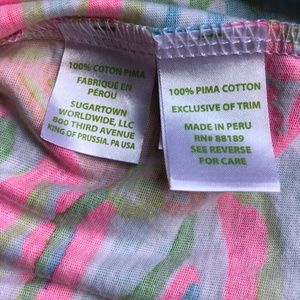 100% COTON PIMA
FABRIQUÉ EN
PÉROU
SUGARTOWN
WORLDWIDE, LLC
800 THIRD AVENUE
KING OF PRUSSIA, PA USA
100% PIMA COTTON
EXCLUSIVE OF TRIM
MADE IN PERU
RN# 88189
SEE REVERSE
FOR CARE